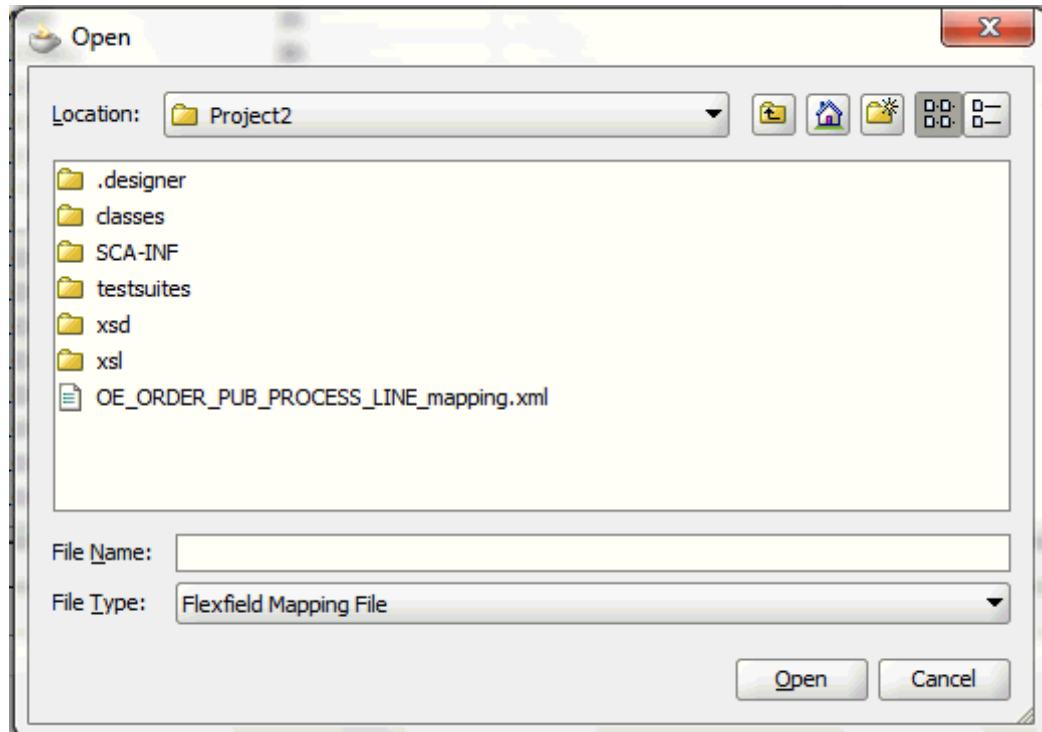 Open
Location: Project2
.designer
classes
SCA-INF
testsuites
xsd
xsl
OE_ORDER_PUB_PROCESS_LINE_mapping.xml
File Name:
File Type: Flexfield Mapping File
Open Cancel